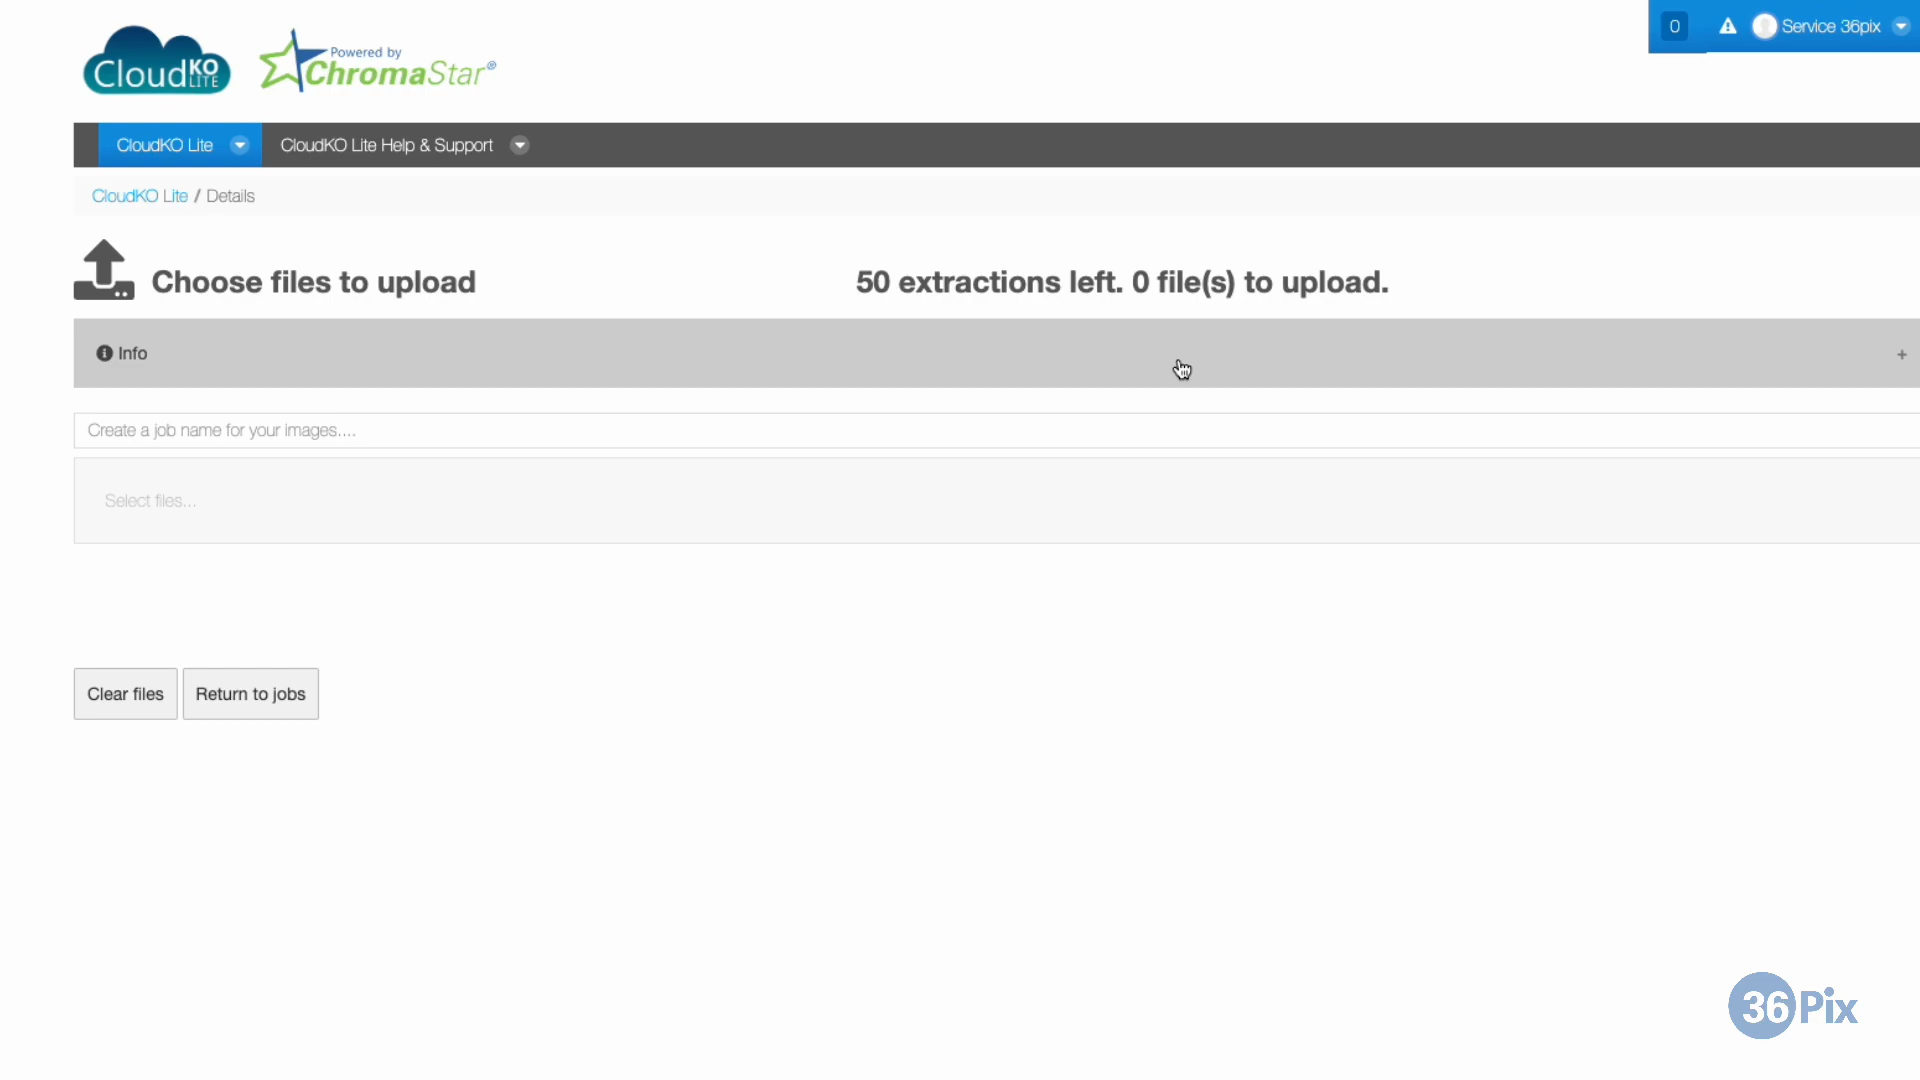 CloudKO LITE
Powered by
ChromaStar®
0
Service 36pix
CloudKO Lite
CloudKO Lite Help & Support
CloudKO Lite / Details
Choose files to upload
50 extractions left. 0 file(s) to upload.
Info
+
Create a job name for your images....
Select files...
Clear files
Return to jobs
36Pix